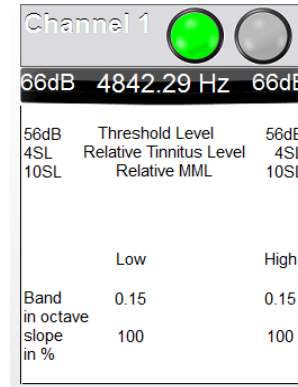 Channel 1
66dB 4842.29 Hz 66dB
56dB Threshold Level 56dB
4SL Relative Tinnitus Level 4SL
10SL Relative MML 10SL
Low High
Band 0.15 0.15
in octave
slope 100 100
in %